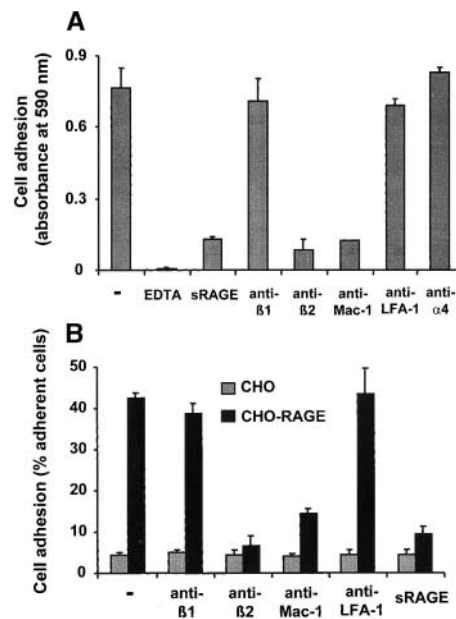 A
Cell adhesion
(absorbance at 590 nm)
0.9
0.6
0.3
0
- EDTA sRAGE anti-ß1 anti-ß2 anti-Mac-1 anti-LFA-1 anti-α4
B
Cell adhesion (% adherent cells)
50
40
30
20
10
0
CHO
CHO-RAGE
- anti-ß1 anti-ß2 anti-Mac-1 anti-LFA-1 sRAGE